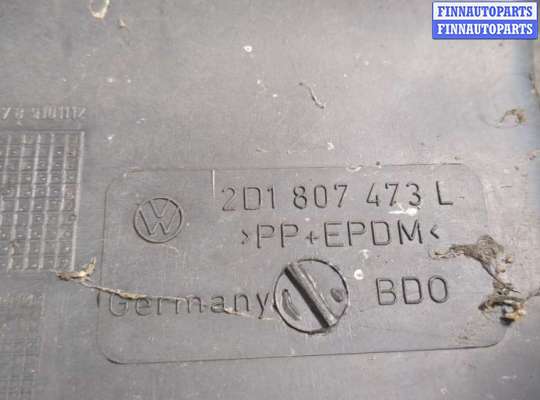 FINNAUTOPARTS
FINNAUTOPARTS
2D1 807 473 L
>PP+EPDM<
Germany BDO